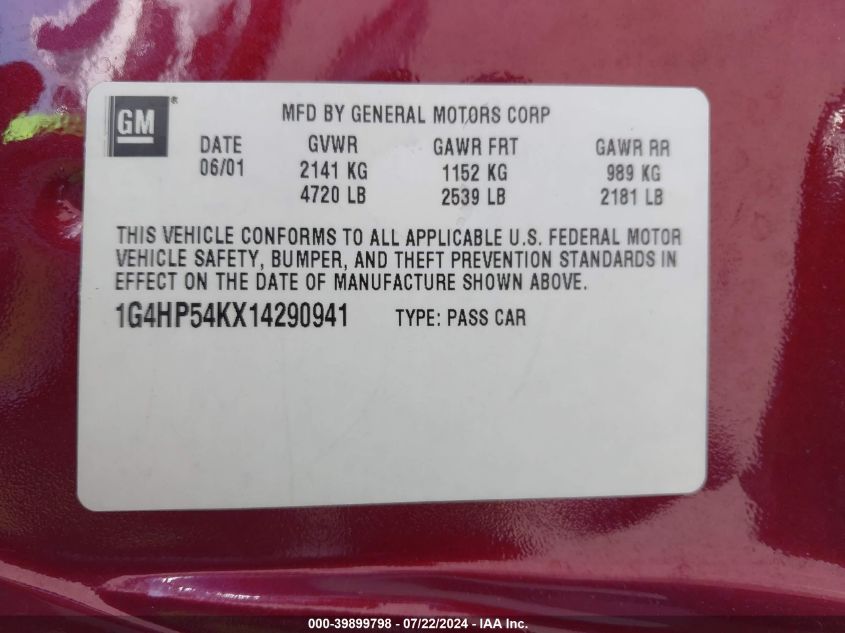 GM®
MFD BY GENERAL MOTORS CORP
DATE GVWR GAWR FRT GAWR RR
06/01 2141 KG 1152 KG 989 KG
4720 LB 2539 LB 2181 LB
THIS VEHICLE CONFORMS TO ALL APPLICABLE U.S. FEDERAL MOTOR
VEHICLE SAFETY, BUMPER, AND THEFT PREVENTION STANDARDS IN
EFFECT ON THE DATE OF MANUFACTURE SHOWN ABOVE.
1G4HP54KX14290941 TYPE: PASS CAR
000-39899798 - 07/22/2024 - IAA Inc.